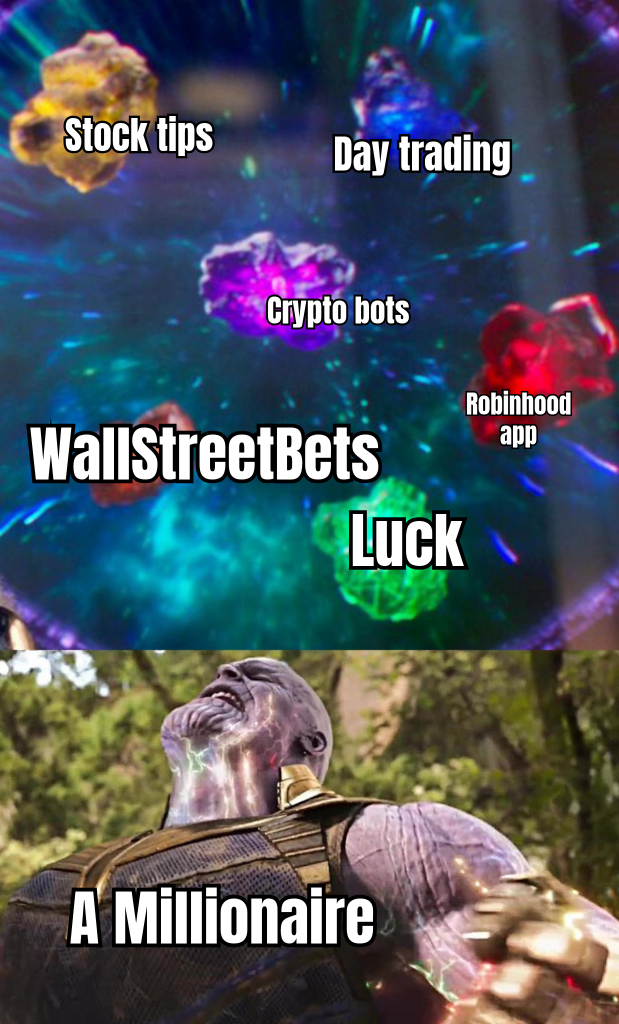 Stock tips
Day trading
Crypto bots
Robinhood
app
WallStreetBets
Luck
A Millionaire